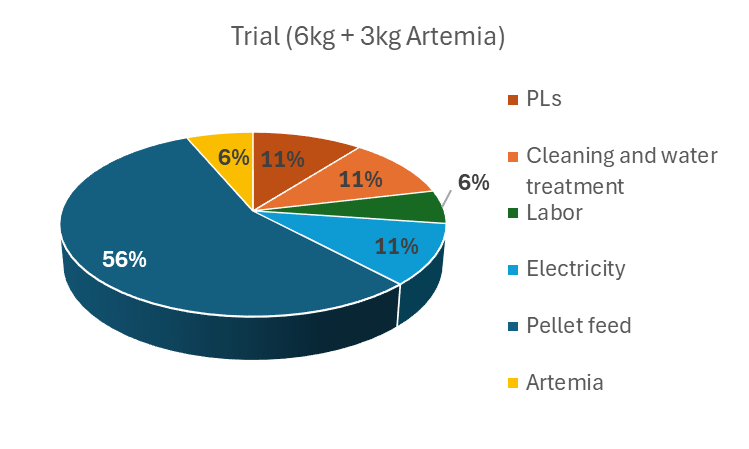 Trial (6kg + 3kg Artemia)
PLs
Cleaning and water
treatment
Labor
Electricity
Pellet feed
Artemia
6%
11%
11%
6%
11%
56%